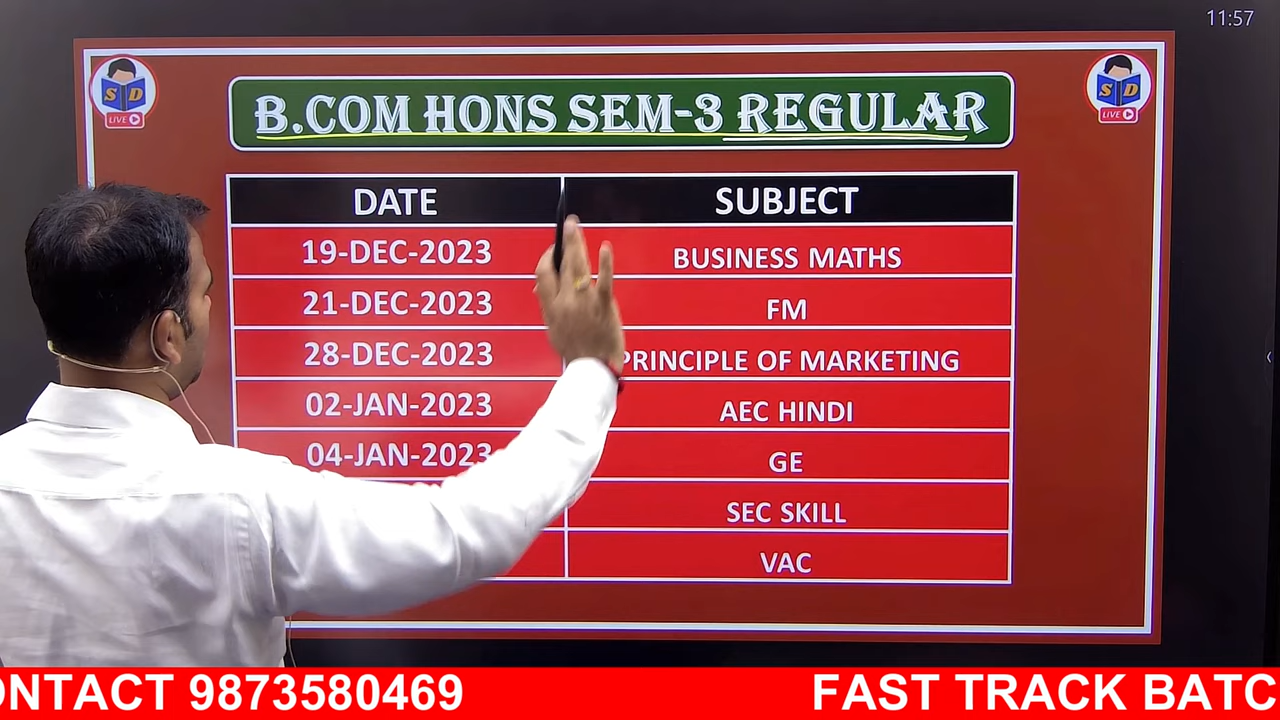 11:57
S D
LIVE
S D
LIVE
B.COM HONS SEM-3 REGULAR
DATE SUBJECT
19-DEC-2023 BUSINESS MATHS
21-DEC-2023 FM
28-DEC-2023 PRINCIPLE OF MARKETING
02-JAN-2023 AEC HINDI
04-JAN-2023 GE
SEC SKILL
VAC
ONTACT 9873580469 FAST TRACK BATC